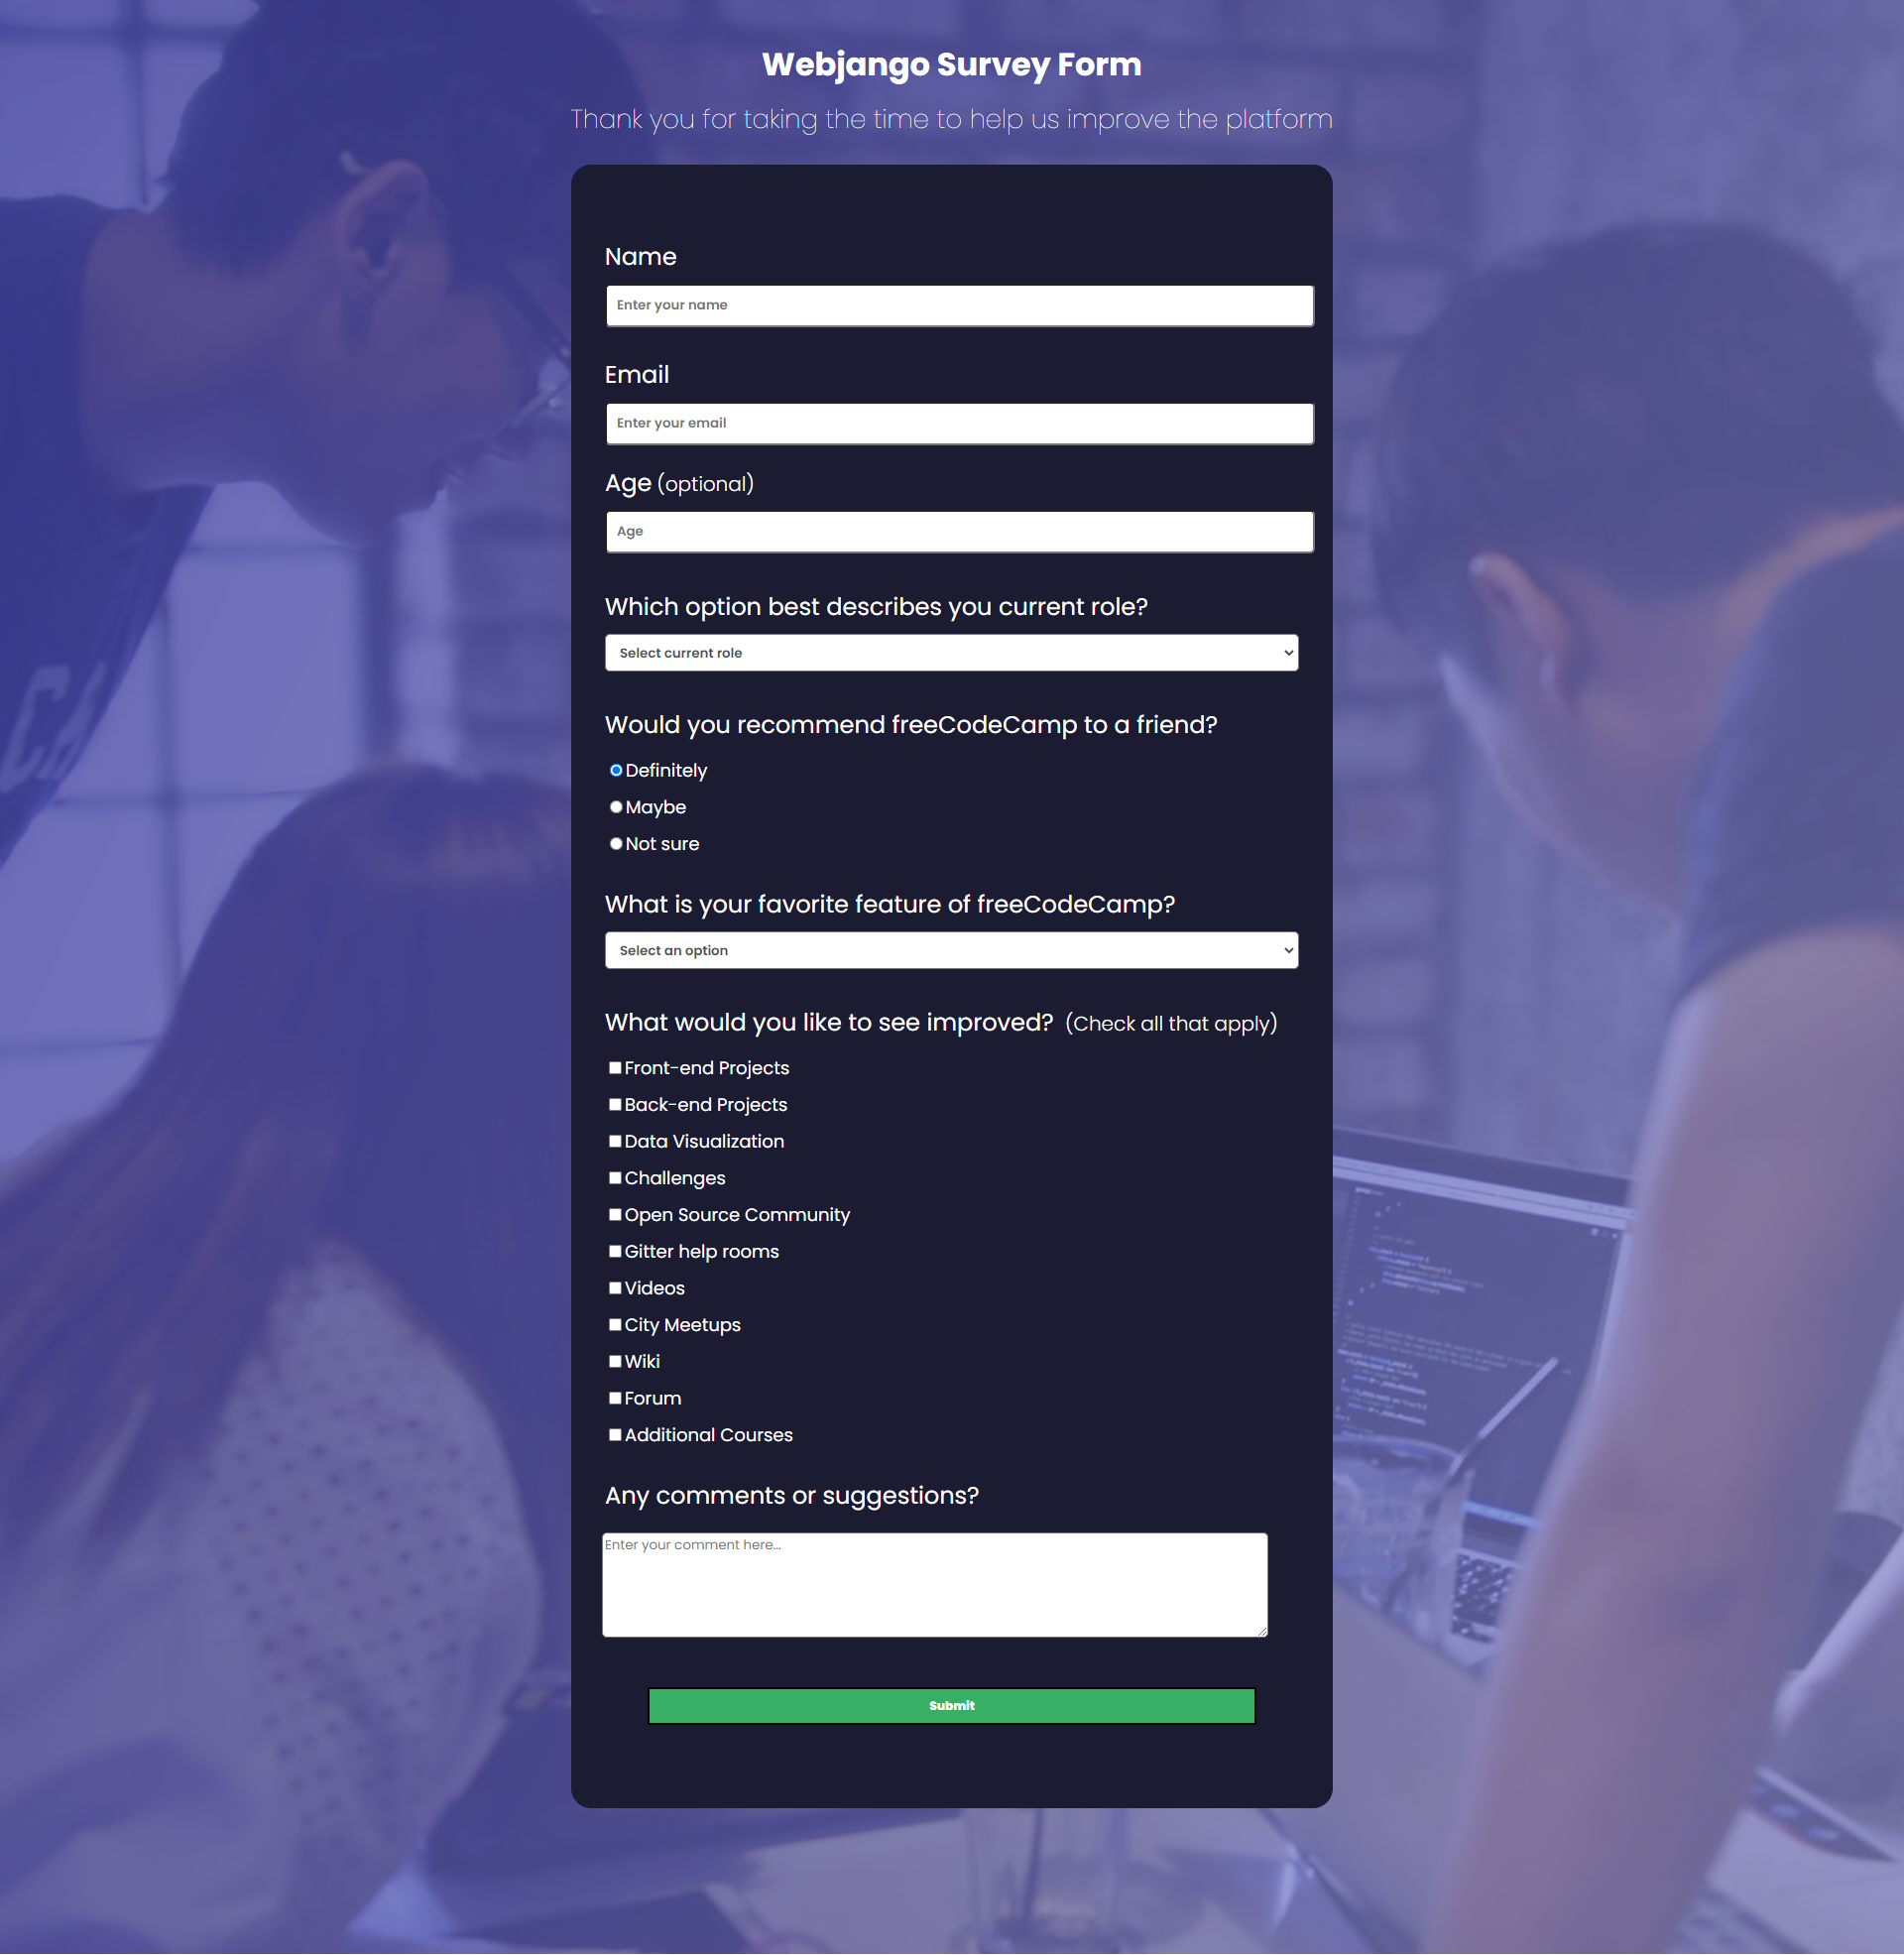 Webjango Survey Form
Thank you for taking the time to help us improve the platform
Name
Enter your name
Email
Enter your email
Age (optional)
Age
Which option best describes you current role?
Select current role
Would you recommend freeCodeCamp to a friend?
Definitely
Maybe
Not sure
What is your favorite feature of freeCodeCamp?
Select an option
What would you like to see improved? (Check all that apply)
Front-end Projects
Back-end Projects
Data Visualization
Challenges
Open Source Community
Gitter help rooms
Videos
City Meetups
Wiki
Forum
Additional Courses
Any comments or suggestions?
Enter your comment here...
Submit